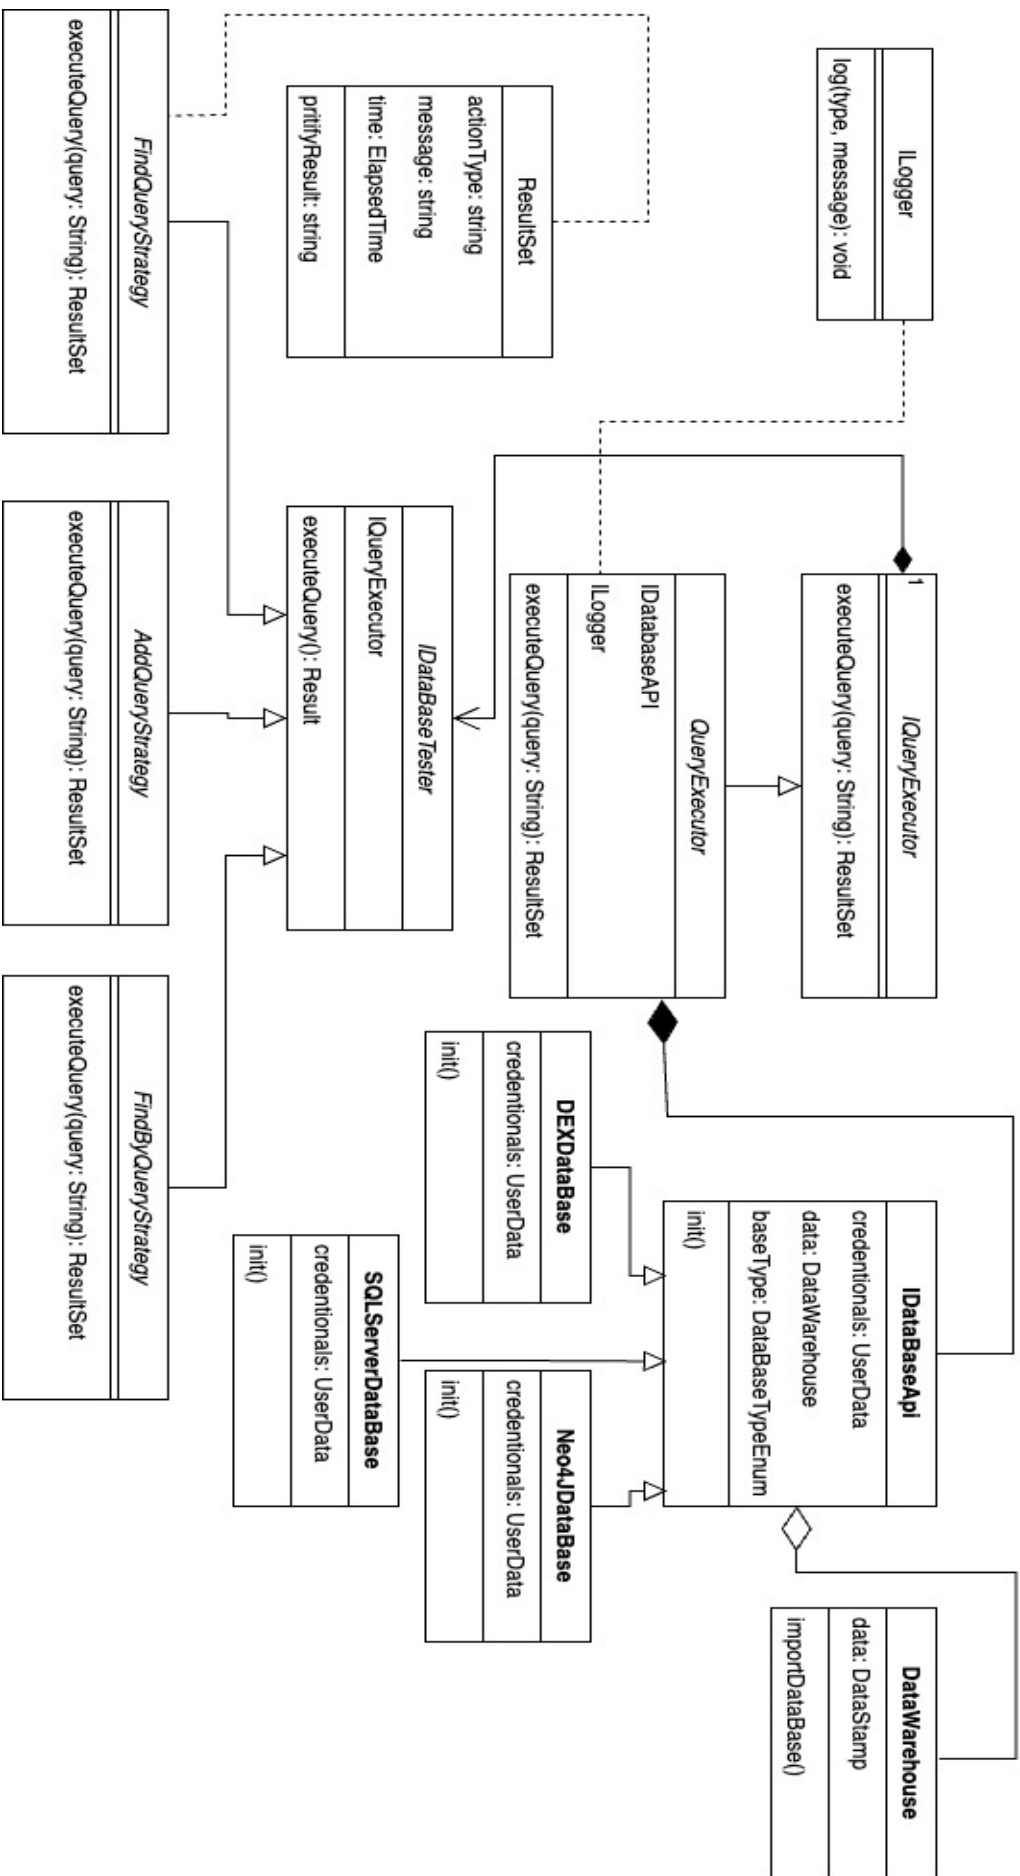 ILogger
log(type, message): void
1
IQueryExecutor
executeQuery(query: String): ResultSet
IDataBaseApi
credentionals: UserData
data: DataWarehouse
baseType: DataBaseTypeEnum
init()
DataWarehouse
data: DataStamp
importDataBase()
QueryExecutor
IDatabaseAPI
ILogger
executeQuery(query: String): ResultSet
ResultSet
actionType: string
message: string
time: ElapsedTime
pritifyResult: string
DEXDataBase
credentionals: UserData
init()
Neo4JDataBase
credentionals: UserData
init()
IDataBaseTester
IQueryExecutor
executeQuery(): Result
SQLServerDataBase
credentionals: UserData
init()
FindQueryStrategy
executeQuery(query: String): ResultSet
AddQueryStrategy
executeQuery(query: String): ResultSet
FindByQueryStrategy
executeQuery(query: String): ResultSet